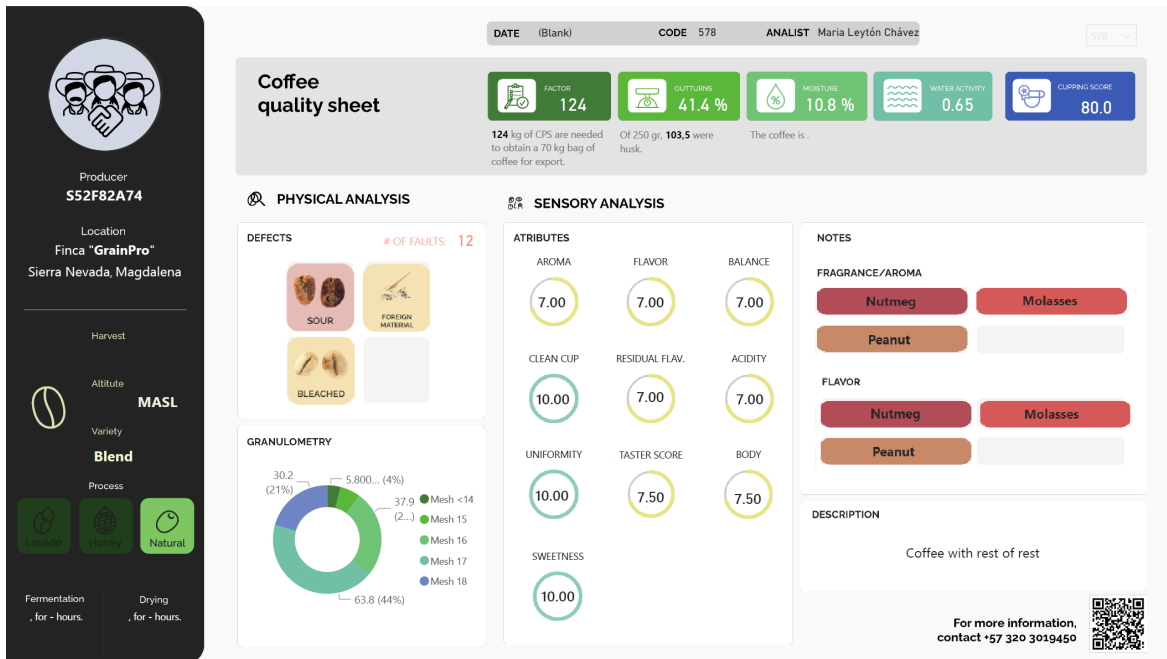 DATE (Blank) CODE 578 ANALIST Maria Leytón Chávez
578
Coffee
quality sheet
FACTOR
124
OUTTURNS
41.4 %
MOISTURE
10.8 %
WATER ACTIVITY
0.65
CUPPING SCORE
80.0
124 kg of CPS are needed
to obtain a 70 kg bag of
coffee for export.
Of 250 gr, 103,5 were
husk.
The coffee is .
Producer
S52F82A74
Location
Finca "GrainPro"
Sierra Nevada, Magdalena
Harvest
Altitute
MASL
Variety
Blend
Process
Lavado
Honey
Natural
Fermentation
, for - hours.
Drying
, for - hours.
PHYSICAL ANALYSIS
DEFECTS
# OF FAULTS: 12
SOUR
FOREIGN
MATERIAL
BLEACHED
GRANULOMETRY
30.2
(21%)
5.800... (4%)
37.9
(2...)
63.8 (44%)
Mesh <14
Mesh 15
Mesh 16
Mesh 17
Mesh 18
SENSORY ANALYSIS
ATRIBUTES
AROMA
7.00
FLAVOR
7.00
BALANCE
7.00
CLEAN CUP
10.00
RESIDUAL FLAV.
7.00
ACIDITY
7.00
UNIFORMITY
10.00
TASTER SCORE
7.50
BODY
7.50
SWEETNESS
10.00
NOTES
FRAGRANCE/AROMA
Nutmeg
Molasses
Peanut
FLAVOR
Nutmeg
Molasses
Peanut
DESCRIPTION
Coffee with rest of rest
For more information,
contact +57 320 3019450